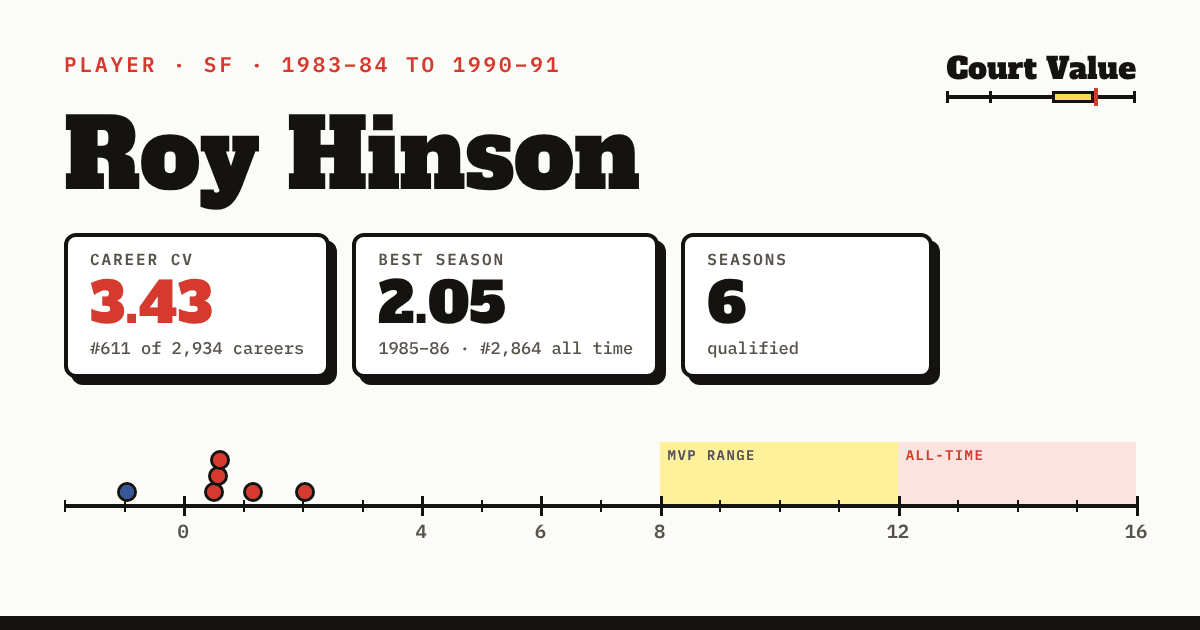 PLAYER · SF · 1983–84 TO 1990–91
Court Value
Roy Hinson
CAREER CV
3.43
#611 of 2,934 careers
BEST SEASON
2.05
1985–86 · #2,864 all time
SEASONS
6
qualified
MVP RANGE
ALL-TIME
0 4 6 8 12 16